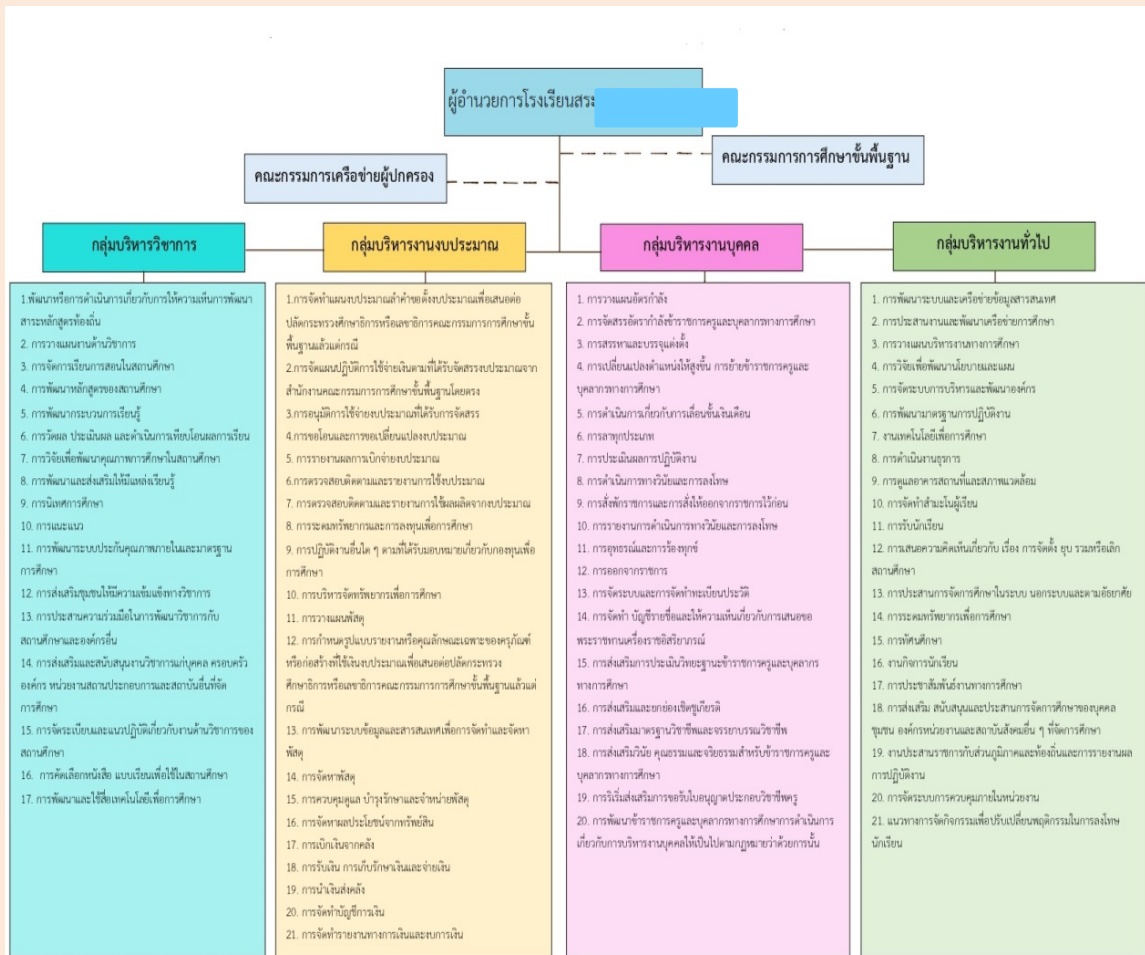 ผู้อำนวยการโรงเรียนสระ
คณะกรรมการการศึกษาขั้นพื้นฐาน
คณะกรรมการเครือข่ายผู้ปกครอง
กลุ่มบริหารวิชาการ
1.พัฒนาหรือการดำเนินการเกี่ยวกับการให้ความเห็นการพัฒนา
สาระหลักสูตรท้องถิ่น
2. การวางแผนงานด้านวิชาการ
3. การจัดการเรียนการสอนในสถานศึกษา
4. การพัฒนาหลักสูตรของสถานศึกษา
5. การพัฒนากระบวนการเรียนรู้
6. การวัดผล ประเมินผล และดำเนินการเทียบโอนผลการเรียน
7. การวิจัยเพื่อพัฒนาคุณภาพการศึกษาในสถานศึกษา
8. การพัฒนาและส่งเสริมให้มีแหล่งเรียนรู้
9. การนิเทศการศึกษา
10. การแนะแนว
11. การพัฒนาระบบประกันคุณภาพภายในและมาตรฐาน
การศึกษา
12. การส่งเสริมชุมชนให้มีความเข้มแข็งทางวิชาการ
13. การประสานความร่วมมือในการพัฒนาวิชาการกับ
สถานศึกษาและองค์กรอื่น
14. การส่งเสริมและสนับสนุนงานวิชาการแก่บุคคล ครอบครัว
องค์กร หน่วยงานสถานประกอบการและสถาบันอื่นที่จัด
การศึกษา
15. การจัดระเบียบและแนวปฏิบัติเกี่ยวกับงานด้านวิชาการของ
สถานศึกษา
16. การคัดเลือกหนังสือ แบบเรียนเพื่อใช้ในสถานศึกษา
17. การพัฒนาและใช้สื่อเทคโนโลยีเพื่อการศึกษา
กลุ่มบริหารงานงบประมาณ
1.การจัดทำแผนงบประมาณลำคำขอตั้งงบประมาณเพื่อเสนอต่อ
ปลัดกระทรวงศึกษาธิการหรือเลขาธิการคณะกรรมการการศึกษาขั้น
พื้นฐานแล้วแต่กรณี
2.การจัดแผนปฏิบัติการใช้จ่ายเงินตามที่ได้รับจัดสรรงบประมาณจาก
สำนักงานคณะกรรมการการศึกษาขั้นพื้นฐานโดยตรง
3.การอนุมัติการใช้จ่ายงบประมาณที่ได้รับการจัดสรร
4.การขอโอนและการขอเปลี่ยนแปลงงบประมาณ
5. การรายงานผลการเบิกจ่ายงบประมาณ
6.การตรวจสอบติดตามและรายงานการใช้งบประมาณ
7.การตรวจสอบติดตามและรายงานการใช้ผลผลิตจากงบประมาณ
8. การระดมทรัพยากรและการลงทุนเพื่อการศึกษา
9. การปฏิบัติงานอื่นใด ๆ ตามที่ได้รับมอบหมายเกี่ยวกับกองทุนเพื่อ
การศึกษา
10. การบริหารจัดทรัพยากรเพื่อการศึกษา
11. การวางแผนพัสดุ
12. การกำหนดรูปแบบรายงานหรือคุณลักษณะเฉพาะของครุภัณฑ์
หรือก่อสร้างที่ใช้เงินงบประมาณเพื่อเสนอต่อปลัดกระทรวง
ศึกษาธิการหรือเลขาธิการคณะกรรมการการศึกษาขั้นพื้นฐานแล้วแต่
กรณี
13. การพัฒนาระบบข้อมูลและสารสนเทศเพื่อการจัดทำและจัดหา
พัสดุ
14. การจัดหาพัสดุ
15. การควบคุมดูแล บำรุงรักษาและจำหน่ายพัสดุ
16. การจัดหาผลประโยชน์จากทรัพย์สิน
17. การเบิกเงินจากคลัง
18. การรับเงิน การเก็บรักษาเงินและจ่ายเงิน
19. การนำเงินส่งคลัง
20. การจัดทำบัญชีการเงิน
21. การจัดทำรายงานทางการเงินและงบการเงิน
กลุ่มบริหารงานบุคคล
1. การวางแผนอัตรกำลัง
2. การจัดสรรอัตรากำลังข้าราชการครูและบุคลากรทางการศึกษา
3. การสรรหาและบรรจุแต่งตั้ง
4. การเปลี่ยนแปลงตำแหน่งให้สูงขึ้น การย้ายข้าราชการครูและ
บุคลากรทางการศึกษา
5. การดำเนินการเกี่ยวกับการเลื่อนขั้นเงินเดือน
6. การลาทุกประเภท
7. การประเมินผลการปฏิบัติงาน
8. การดำเนินการทางวินัยและการลงโทษ
9. การสั่งพักราชการและการสั่งให้ออกจากราชการไว้ก่อน
10. การรายงานการดำเนินการทางวินัยและการลงโทษ
11. การอุทธรณ์และการร้องทุกข์
12. การออกจากราชการ
13. การจัดระบบและการจัดทำทะเบียนประวัติ
14. การจัดทำ บัญชีรายชื่อและให้ความเห็นเกี่ยวกับการเสนอขอ
พระราชทานเครื่องราชอิสริยาภรณ์
15. การส่งเสริมการประเมินวิทยะฐานะข้าราชการครูและบุคลากร
ทางการศึกษา
16. การส่งเสริมและยกย่องเชิดชูเกียรติ
17. การส่งเสริมมาตรฐานวิชาชีพและจรรยาบรรณวิชาชีพ
18. การส่งเสริมวินัย คุณธรรมและจริยธรรมสำหรับข้าราชการครูและ
บุคลากรทางการศึกษา
19. การริเริ่มส่งเสริมการขอรับใบอนุญาตประกอบวิชาชีพครู
20. การพัฒนาข้าราชการครูและบุคลากรทางการศึกษาการดำเนินการ
เกี่ยวกับการบริหารงานบุคคลให้เป็นไปตามกฎหมายว่าด้วยการนั้น
กลุ่มบริหารงานทั่วไป
1. การพัฒนาระบบและเครือข่ายข้อมูลสารสนเทศ
2. การประสานงานและพัฒนาเครือข่ายการศึกษา
3. การวางแผนบริหารงานทางการศึกษา
4. การวิจัยเพื่อพัฒนานโยบายและแผน
5. การจัดระบบการบริหารและพัฒนาองค์กร
6. การพัฒนามาตรฐานการปฏิบัติงาน
7. งานเทคโนโลยีเพื่อการศึกษา
8. การดำเนินงานธุรการ
9. การดูแลอาคารสถานที่และสภาพแวดล้อม
10. การจัดทำสำมะโนผู้เรียน
11. การรับนักเรียน
12. การเสนอความคิดเห็นเกี่ยวกับ เรื่อง การจัดตั้ง ยุบ รวมหรือเลิก
สถานศึกษา
13. การประสานการจัดการศึกษาในระบบ นอกระบบและตามอัธยาศัย
14. การระดมทรัพยากรเพื่อการศึกษา
15. การทัศนศึกษา
16. งานกิจการนักเรียน
17. การประชาสัมพันธ์งานทางการศึกษา
18. การส่งเสริม สนับสนุนและประสานการจัดการศึกษาของบุคคล
ชุมชน องค์กรหน่วยงานและสถาบันสังคมอื่น ๆ ที่จัดการศึกษา
19. งานประสานราชการกับส่วนภูมิภาคและท้องถิ่นและการรายงานผล
การปฏิบัติงาน
20. การจัดระบบการควบคุมภายในหน่วยงาน
21. แนวทางการจัดกิจกรรมเพื่อปรับเปลี่ยนพฤติกรรมในการลงโทษ
นักเรียน